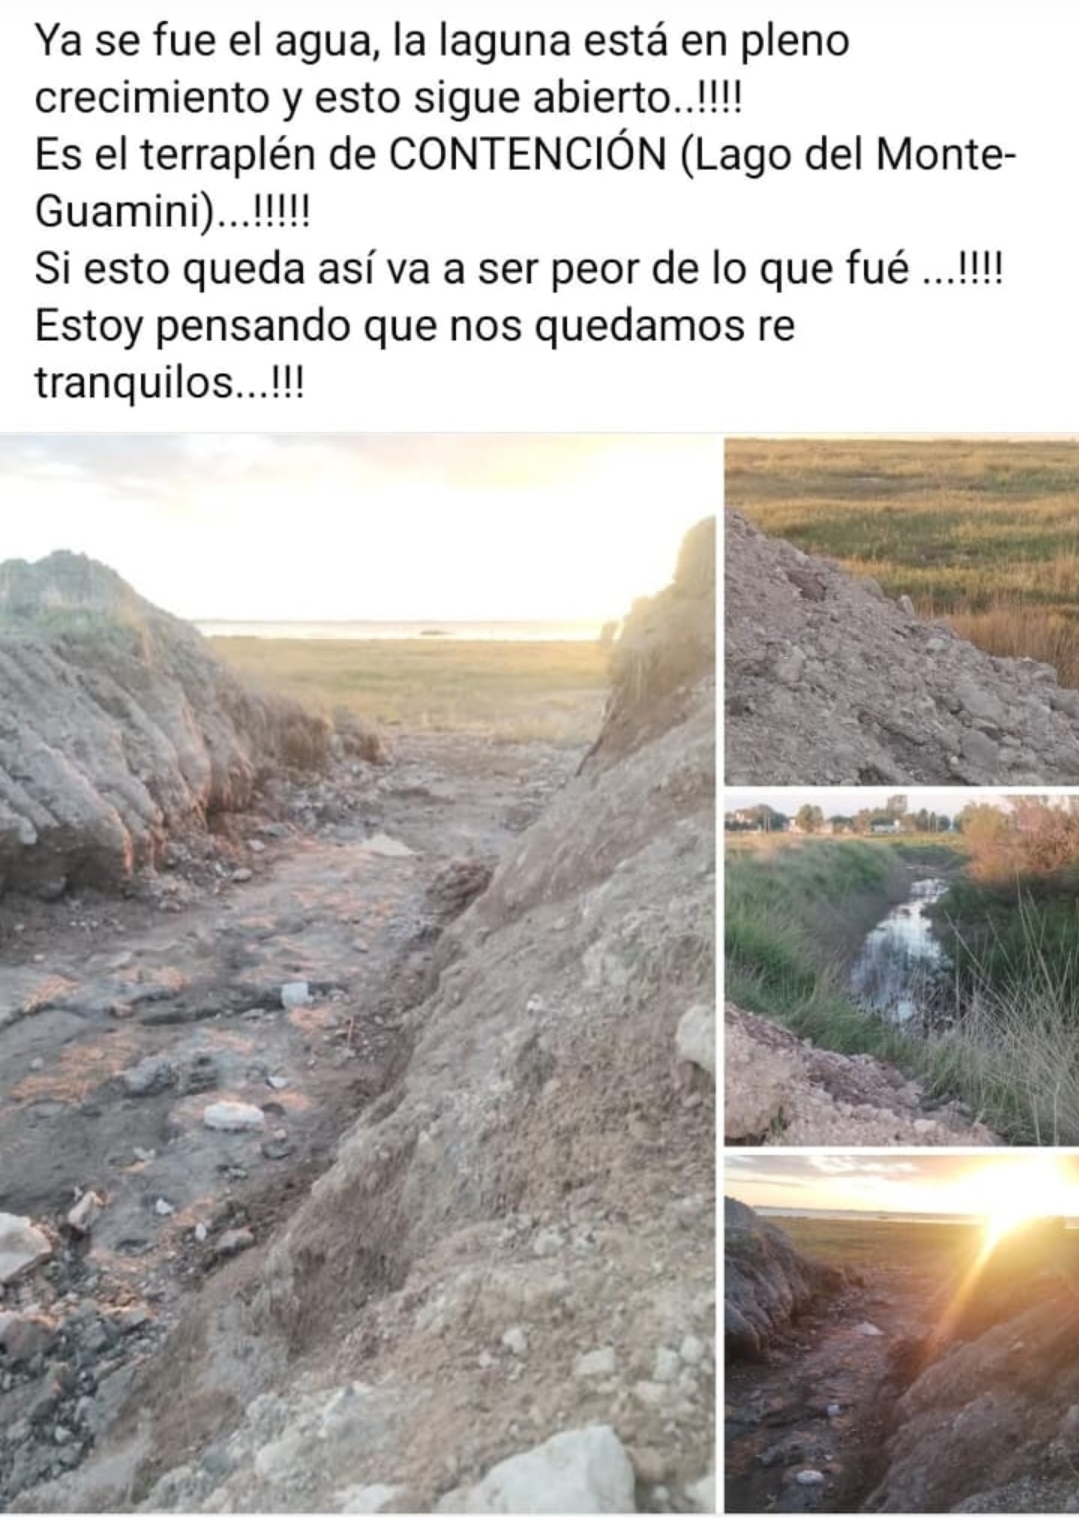 Ya se fue el agua, la laguna está en pleno
crecimiento y esto sigue abierto..!!!!
Es el terraplén de CONTENCIÓN (Lago del Monte-
Guamini)...!!!!!
Si esto queda así va a ser peor de lo que fué ...!!!!
Estoy pensando que nos quedamos re
tranquilos...!!!